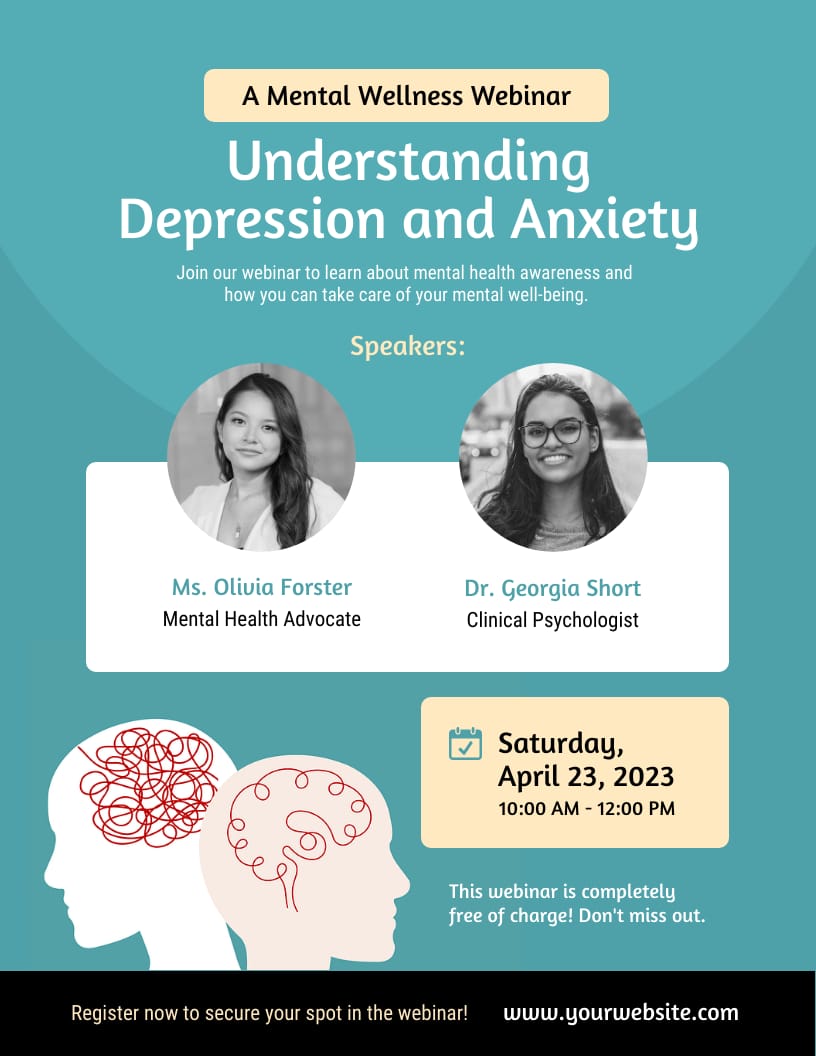 A Mental Wellness Webinar
Understanding
Depression and Anxiety
Join our webinar to learn about mental health awareness and
how you can take care of your mental well-being.
Speakers:
Ms. Olivia Forster
Mental Health Advocate
Dr. Georgia Short
Clinical Psychologist
Saturday,
April 23, 2023
10:00 AM - 12:00 PM
This webinar is completely
free of charge! Don't miss out.
Register now to secure your spot in the webinar!
www.yourwebsite.com